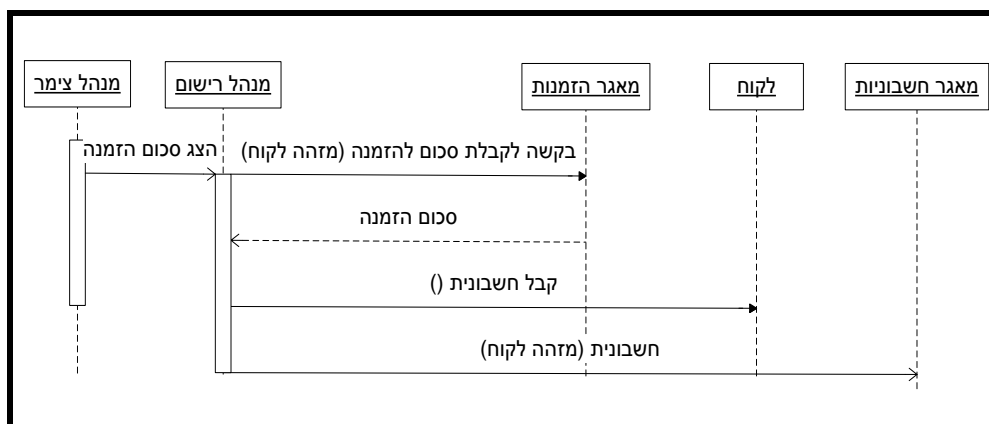 מנהל צימר
מנהל רישום
מאגר הזמנות
לקוח
מאגר חשבוניות
הצג סכום הזמנה
בקשה לקבלת סכום להזמנה (מזהה לקוח)
סכום הזמנה
קבל חשבונית ()
חשבונית (מזהה לקוח)